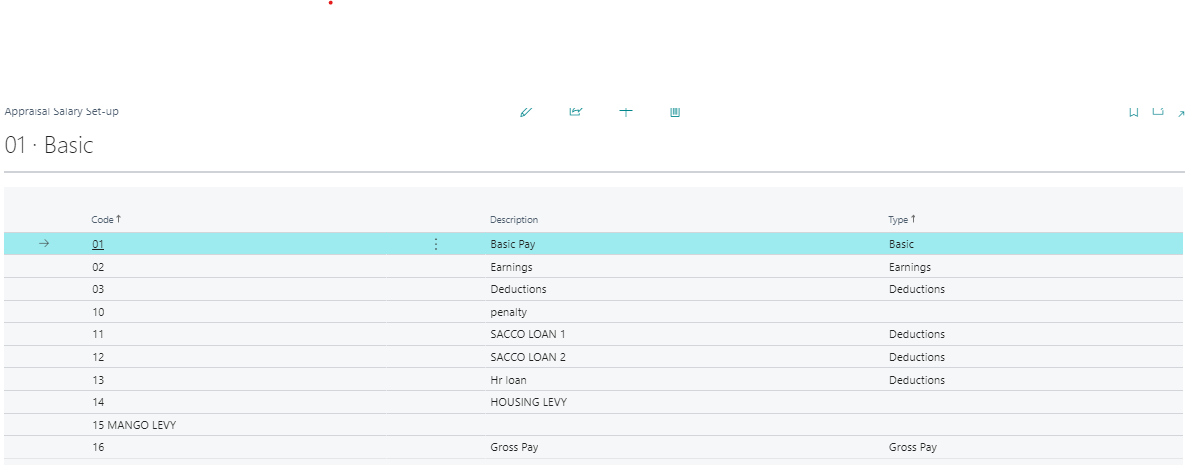 Appraisal Salary Set-up
01 · Basic
Code ↑ Description Type ↑
01 Basic Pay Basic
02 Earnings Earnings
03 Deductions Deductions
10 penalty
11 SACCO LOAN 1 Deductions
12 SACCO LOAN 2 Deductions
13 Hr loan Deductions
14 HOUSING LEVY
15 MANGO LEVY
16 Gross Pay Gross Pay